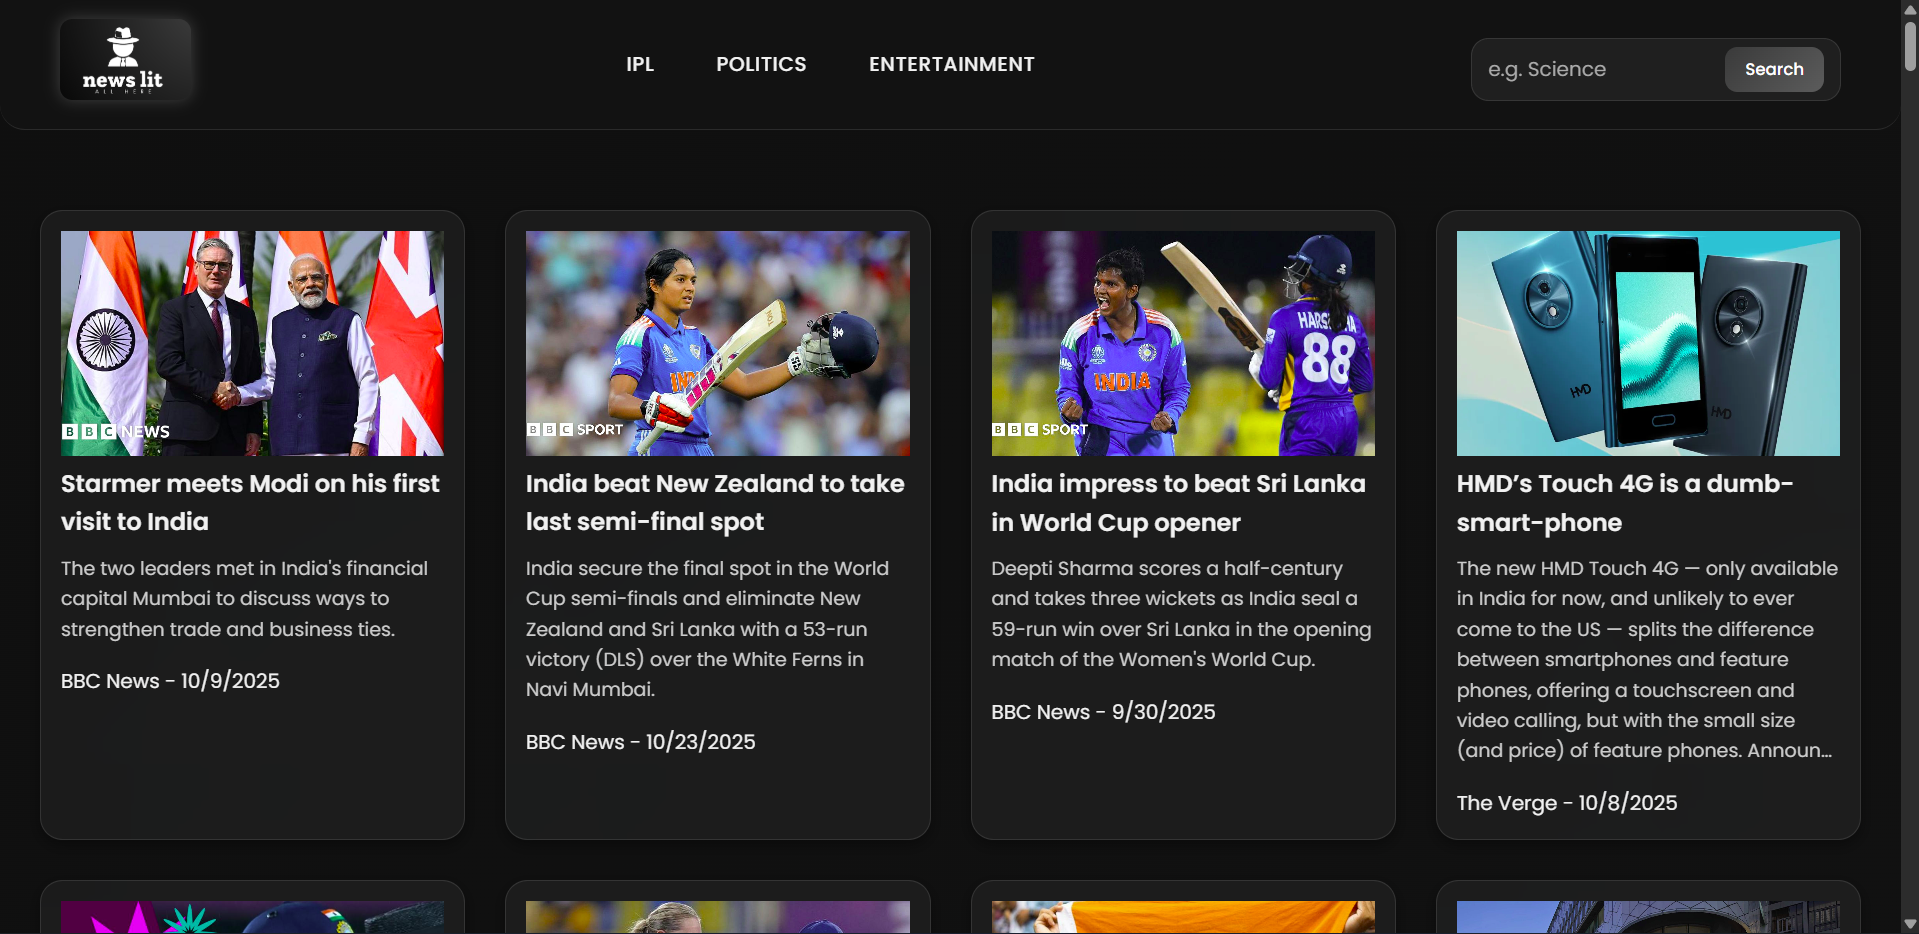 news lit
ALL HERE
IPL
POLITICS
ENTERTAINMENT
e.g. Science
Search
BBC NEWS
Starmer meets Modi on his first
visit to India
The two leaders met in India's financial
capital Mumbai to discuss ways to
strengthen trade and business ties.
BBC News - 10/9/2025
INDIA
BBC SPORT
India beat New Zealand to take
last semi-final spot
India secure the final spot in the World
Cup semi-finals and eliminate New
Zealand and Sri Lanka with a 53-run
victory (DLS) over the White Ferns in
Navi Mumbai.
BBC News - 10/23/2025
88
INDIA
BBC SPORT
India impress to beat Sri Lanka
in World Cup opener
Deepti Sharma scores a half-century
and takes three wickets as India seal a
59-run win over Sri Lanka in the opening
match of the Women's World Cup.
BBC News - 9/30/2025
HMD
HMD
HMD’s Touch 4G is a dumb-
smart-phone
The new HMD Touch 4G — only available
in India for now, and unlikely to ever
come to the US — splits the difference
between smartphones and feature
phones, offering a touchscreen and
video calling, but with the small size
(and price) of feature phones. Announ...
The Verge - 10/8/2025